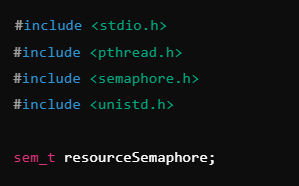 #include <stdio.h>
#include <pthread.h>
#include <semaphore.h>
#include <unistd.h>
sem_t resourceSemaphore;